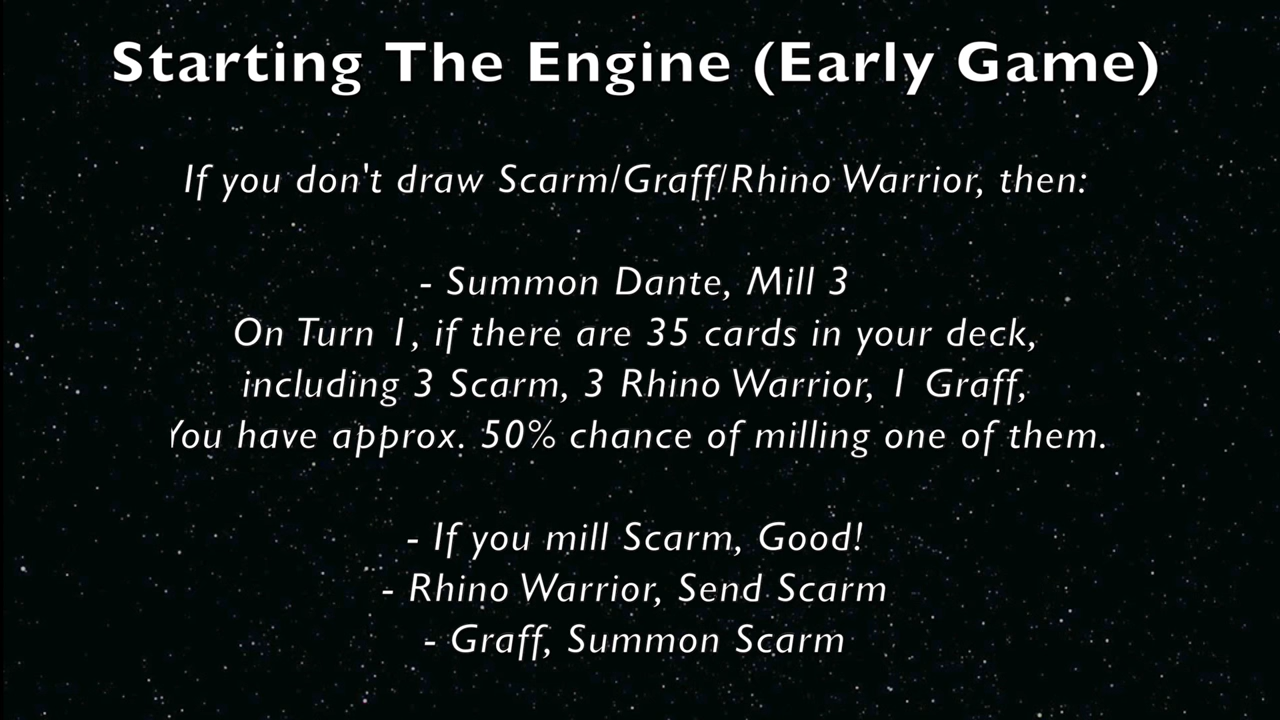 Starting The Engine (Early Game)
If you don't draw Scarm/Graff/Rhino Warrior, then:
- Summon Dante, Mill 3
On Turn 1, if there are 35 cards in your deck,
including 3 Scarm, 3 Rhino Warrior, 1 Graff,
You have approx. 50% chance of milling one of them.
- If you mill Scarm, Good!
- Rhino Warrior, Send Scarm
- Graff, Summon Scarm